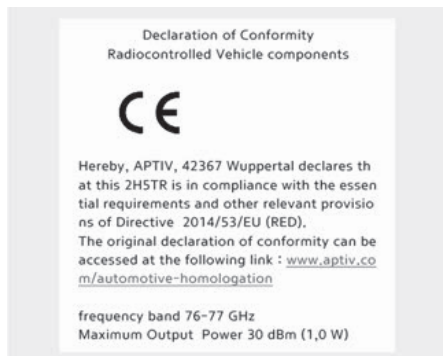 Declaration of Conformity
Radiocontrolled Vehicle components
CE
Hereby, APTIV, 42367 Wuppertal declares th
at this 2H5TR is in compliance with the essen
tial requirements and other relevant provisio
ns of Directive 2014/53/EU (RED).
The original declaration of conformity can be
accessed at the following link : www.aptiv.co
m/automotive-homologation
frequency band 76-77 GHz
Maximum Output Power 30 dBm (1,0 W)